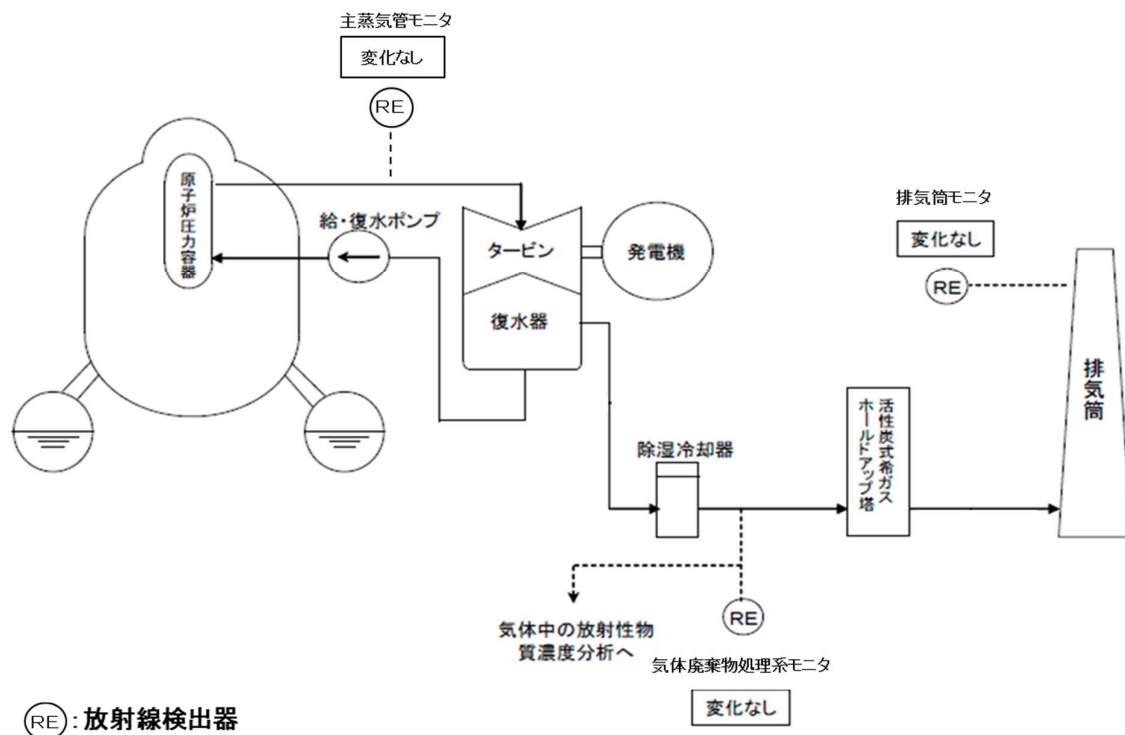 主蒸気管モニタ
変化なし
RE
原子炉圧力容器
給・復水ポンプ
タービン
復水器
発電機
排気筒モニタ
変化なし
RE
排気筒
除湿冷却器
活性炭式希ガス
ホールドアップ塔
RE
気体中の放射性物
質濃度分析へ
気体廃棄物処理系モニタ
変化なし
RE:放射線検出器